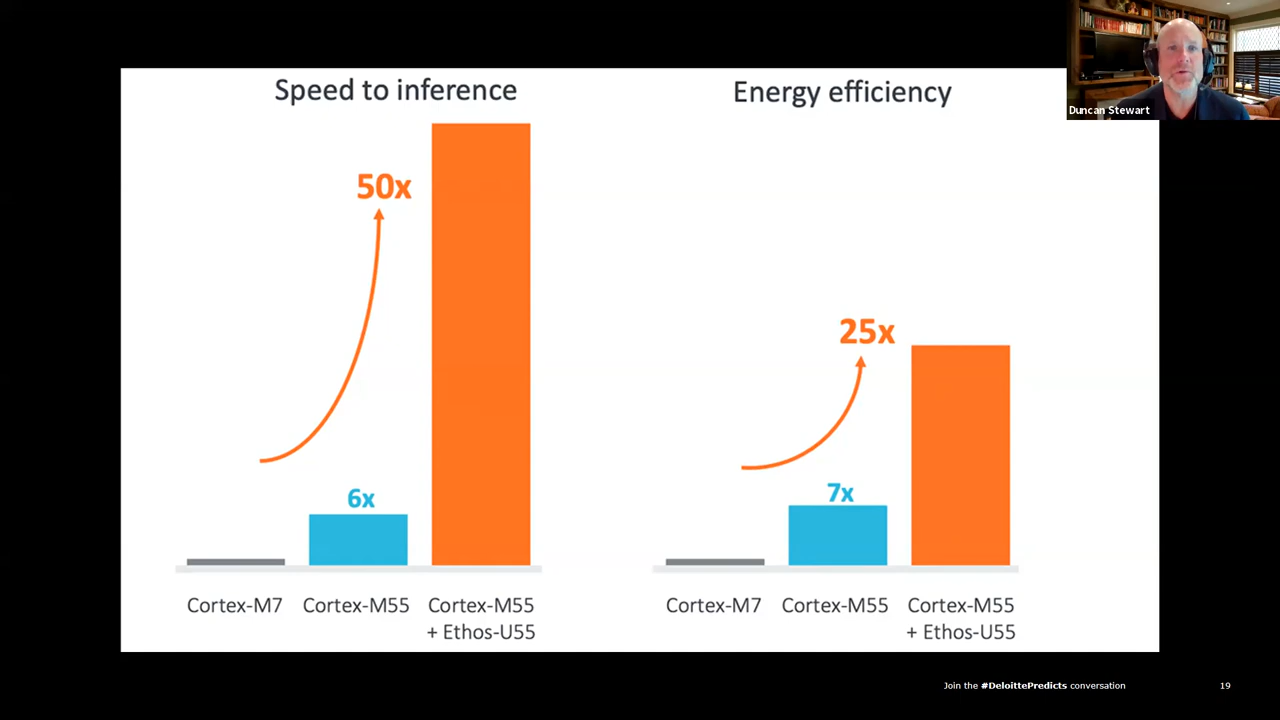 Speed to inference
50x
6x
Cortex-M7
Cortex-M55
Cortex-M55
+ Ethos-U55
Energy efficiency
25x
7x
Cortex-M7
Cortex-M55
Cortex-M55
+ Ethos-U55
Duncan Stewart
Join the #DeloittePredicts conversation
19